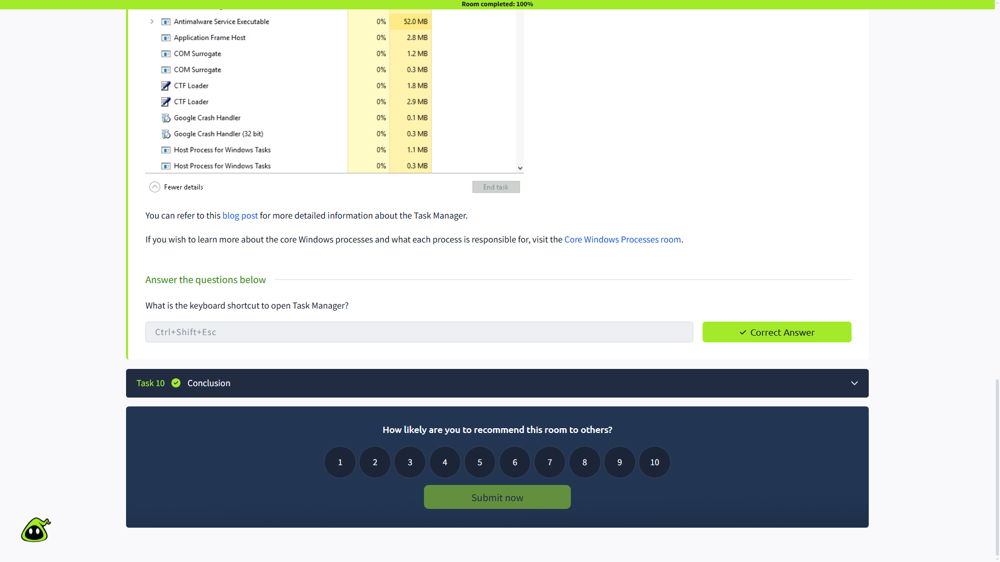 Room completed: 100%
Antimalware Service Executable 0% 52.0 MB
Application Frame Host 0% 2.8 MB
COM Surrogate 0% 1.2 MB
COM Surrogate 0% 0.3 MB
CTF Loader 0% 1.8 MB
CTF Loader 0% 2.9 MB
Google Crash Handler 0% 0.1 MB
Google Crash Handler (32 bit) 0% 0.3 MB
Host Process for Windows Tasks 0% 1.1 MB
Host Process for Windows Tasks 0% 0.3 MB
Fewer details End task
You can refer to this blog post for more detailed information about the Task Manager.
If you wish to learn more about the core Windows processes and what each process is responsible for, visit the Core Windows Processes room.
Answer the questions below
What is the keyboard shortcut to open Task Manager?
Ctrl+Shift+Esc Correct Answer
Task 10 Conclusion
How likely are you to recommend this room to others?
1 2 3 4 5 6 7 8 9 10
Submit now